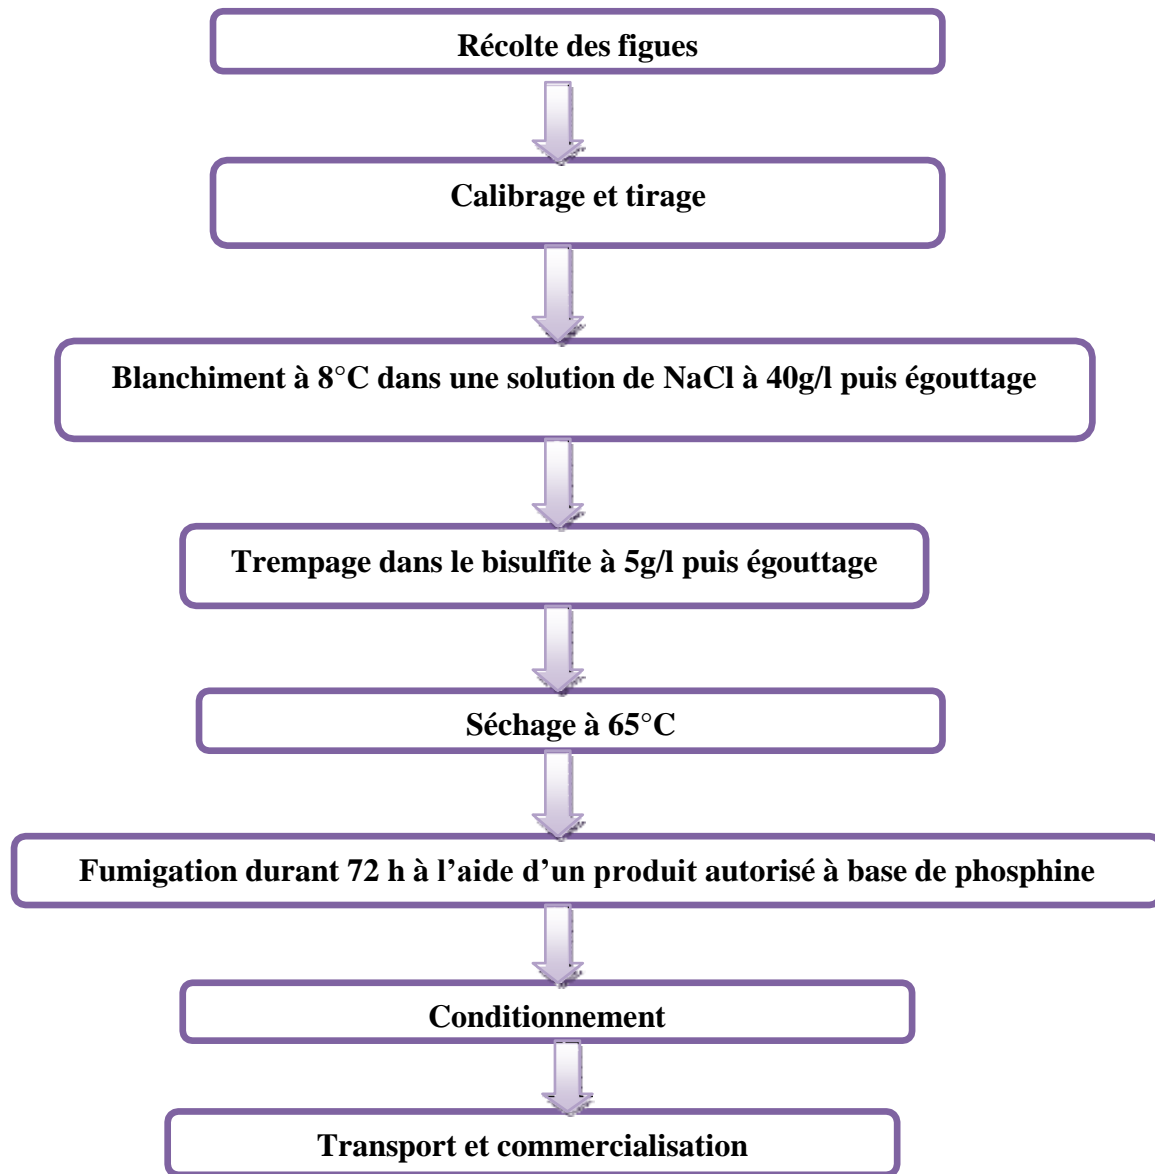 Récolte des figues
Calibrage et tirage
Blanchiment à 8°C dans une solution de NaCl à 40g/l puis égouttage
Trempage dans le bisulfite à 5g/l puis égouttage
Séchage à 65°C
Fumigation durant 72 h à l’aide d’un produit autorisé à base de phosphine
Conditionnement
Transport et commercialisation